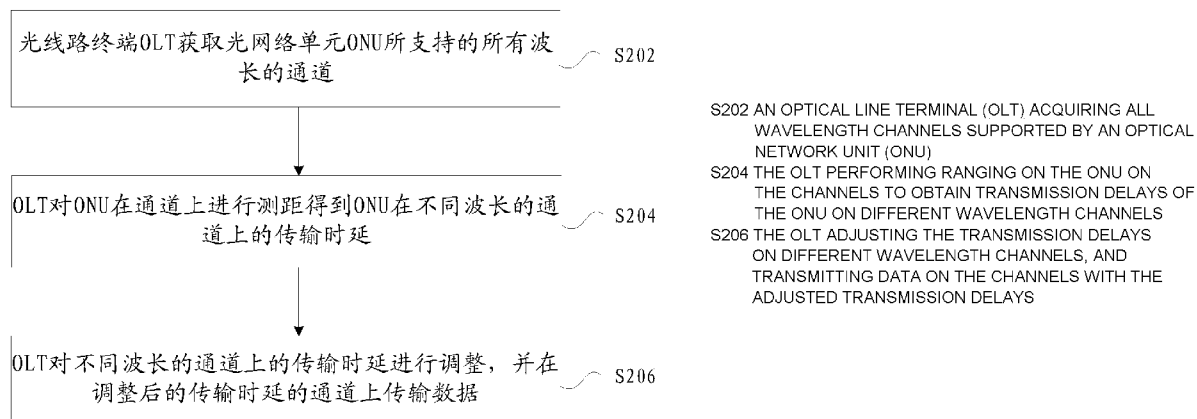 光线路终端OLT获取光网络单元ONU所支持的所有波
长的通道
S202
OLT对ONU在通道上进行测距得到ONU在不同波长的通
道上的传输时延
S204
OLT对不同波长的通道上的传输时延进行调整，并在
调整后的传输时延的通道上传输数据
S206
S202 AN OPTICAL LINE TERMINAL (OLT) ACQUIRING ALL
WAVELENGTH CHANNELS SUPPORTED BY AN OPTICAL
NETWORK UNIT (ONU)
S204 THE OLT PERFORMING RANGING ON THE ONU ON
THE CHANNELS TO OBTAIN TRANSMISSION DELAYS OF
THE ONU ON DIFFERENT WAVELENGTH CHANNELS
S206 THE OLT ADJUSTING THE TRANSMISSION DELAYS
ON DIFFERENT WAVELENGTH CHANNELS, AND
TRANSMITTING DATA ON THE CHANNELS WITH THE
ADJUSTED TRANSMISSION DELAYS